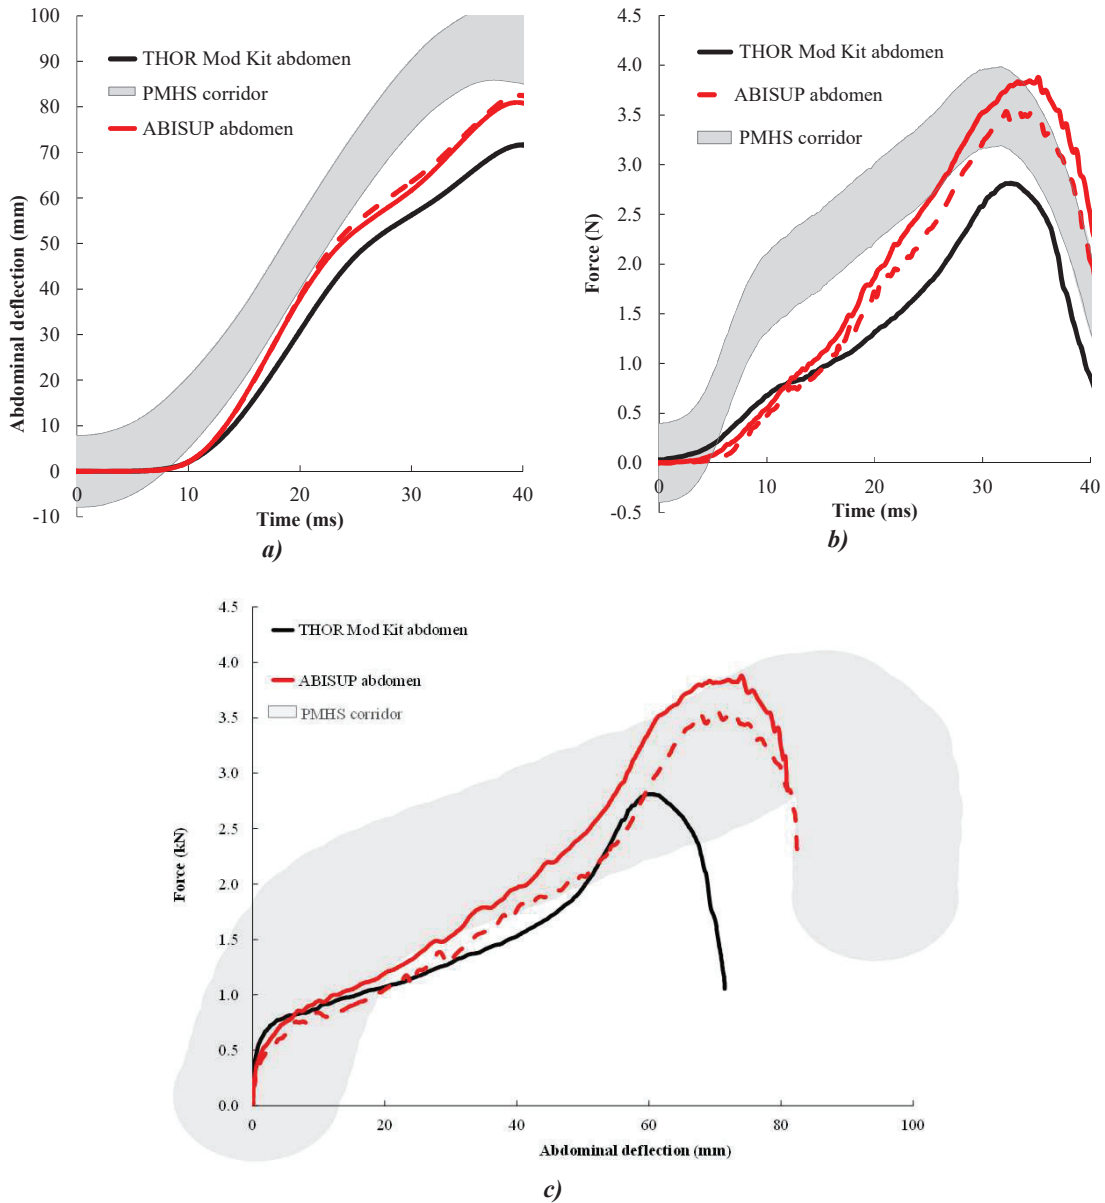 100
90
80
70
60
50
40
30
20
10
0
-10
Abdominal deflection (mm)
THOR Mod Kit abdomen
PMHS corridor
ABISUP abdomen
0 10 20 30 40
Time (ms)
a)
4.5
4.0
3.5
3.0
2.5
2.0
1.5
1.0
0.5
0.0
-0.5
Force (N)
THOR Mod Kit abdomen
ABISUP abdomen
PMHS corridor
0 10 20 30 40
Time (ms)
b)
4.5
4.0
3.5
3.0
2.5
2.0
1.5
1.0
0.5
0.0
Force (kN)
THOR Mod Kit abdomen
ABISUP abdomen
PMHS corridor
0 20 40 60 80 100
Abdominal deflection (mm)
c)